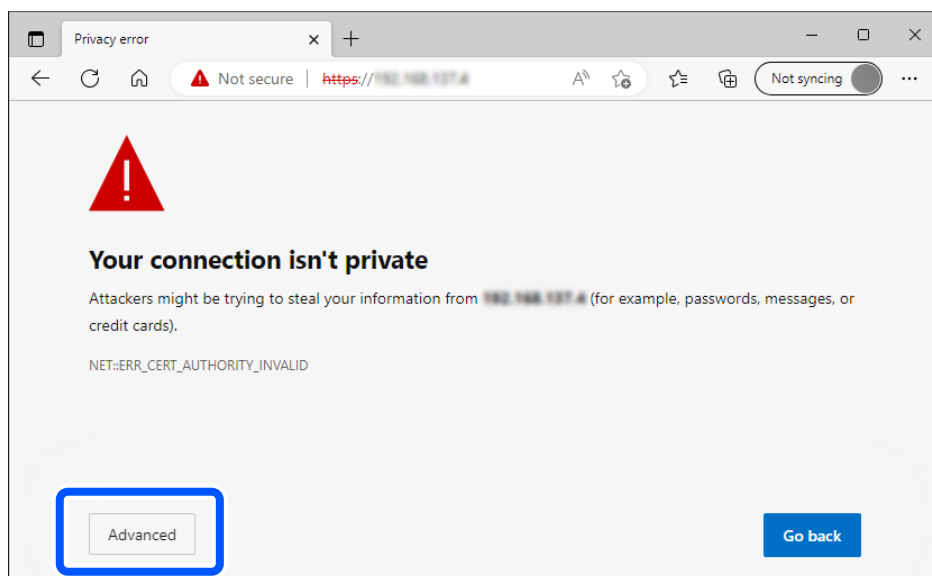 Privacy error
Not secure https://
Not syncing
Your connection isn't private
Attackers might be trying to steal your information from (for example, passwords, messages, or
credit cards).
NET::ERR_CERT_AUTHORITY_INVALID
Advanced
Go back